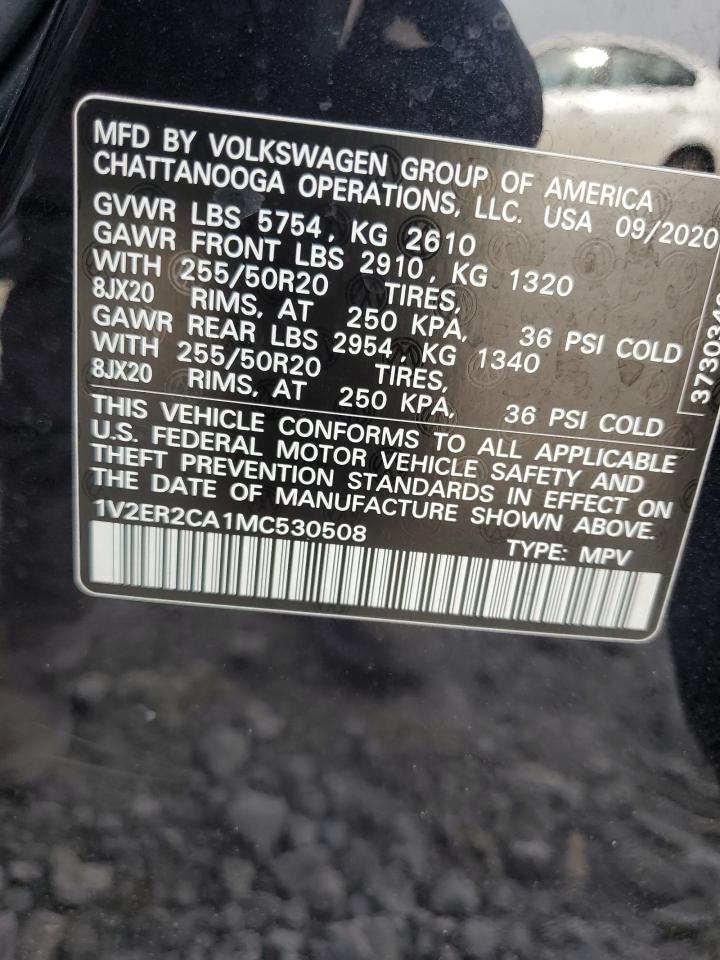 MFD BY VOLKSWAGEN GROUP OF AMERICA
CHATTANOOGA OPERATIONS, LLC. USA 09/2020
GVWR LBS 5754, KG 2610
GAWR FRONT LBS 2910, KG 1320
WITH 255/50R20 TIRES,
8JX20 RIMS, AT 250 KPA, 36 PSI COLD
GAWR REAR LBS 2954, KG 1340
WITH 255/50R20 TIRES,
8JX20 RIMS, AT 250 KPA, 36 PSI COLD
THIS VEHICLE CONFORMS TO ALL APPLICABLE
U.S. FEDERAL MOTOR VEHICLE SAFETY AND
THEFT PREVENTION STANDARDS IN EFFECT ON
THE DATE OF MANUFACTURE SHOWN ABOVE.
1V2ER2CA1MC530508 TYPE: MPV